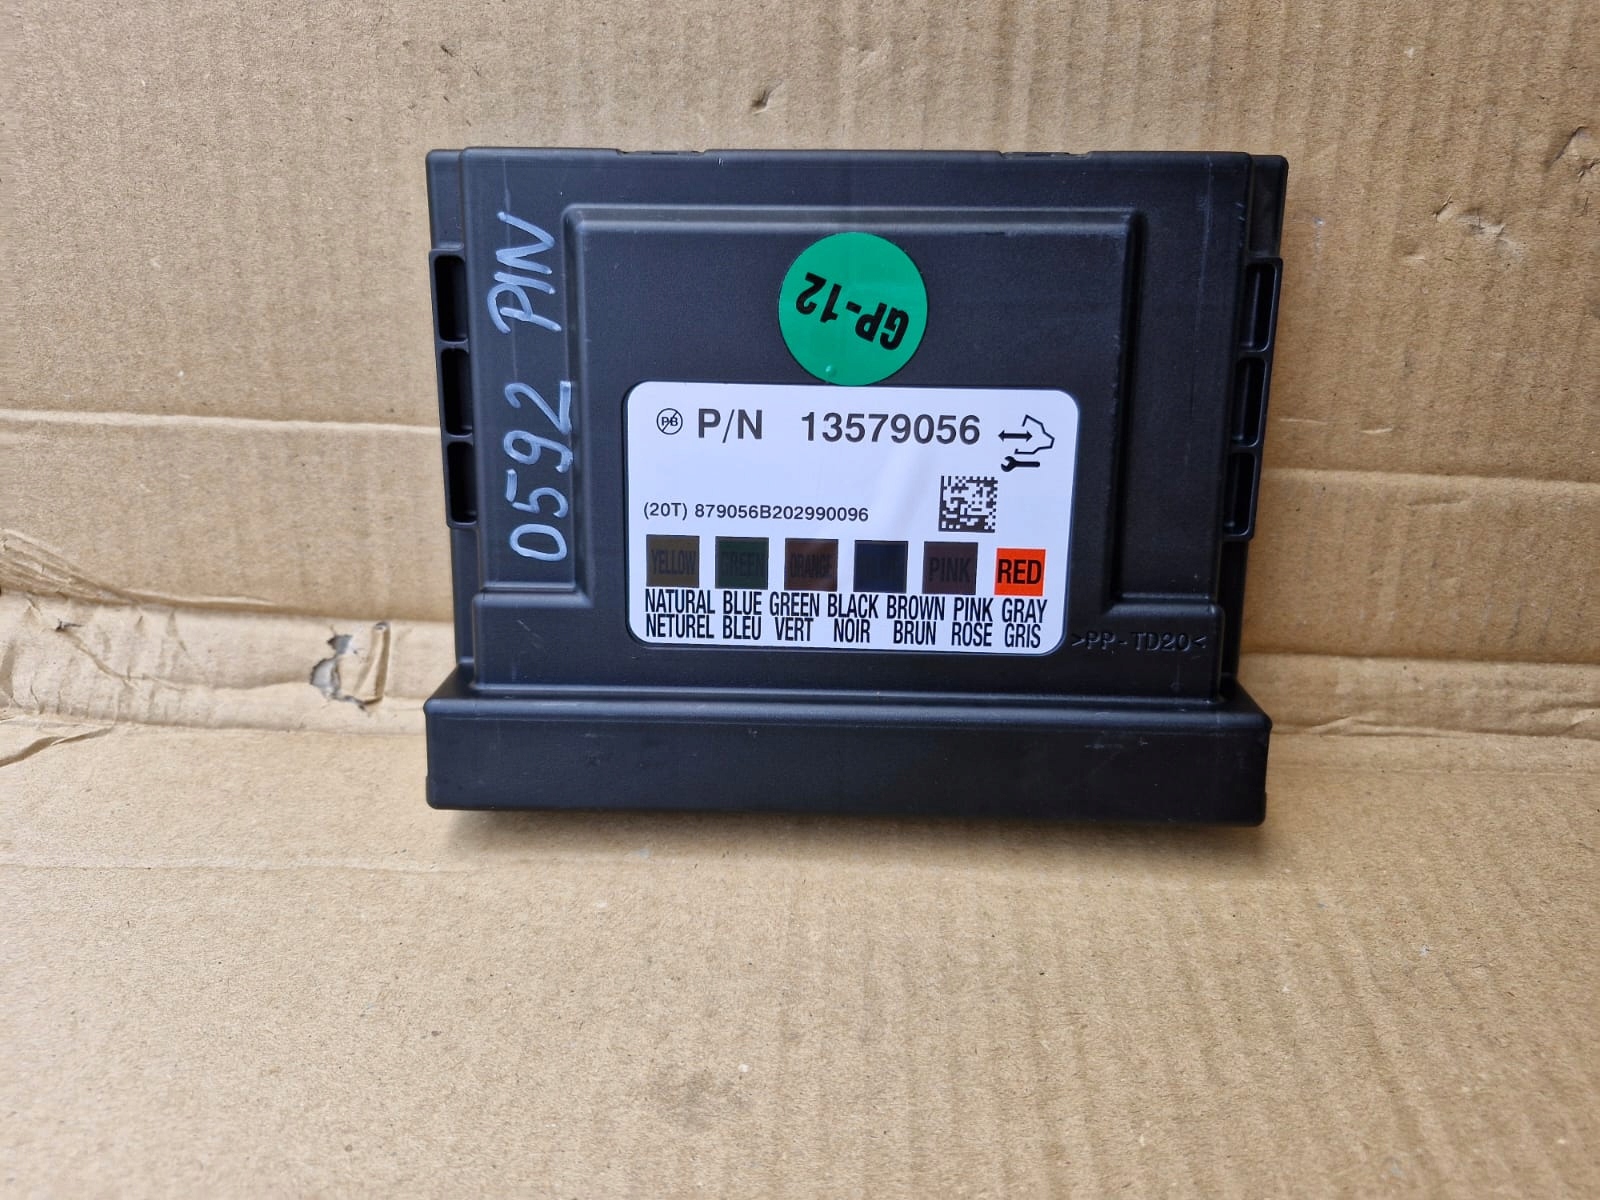 0592 PIN
GP-12
PB P/N 13579056
(20T) 879056B202990096
YELLOW GREEN ORANGE PINK RED
NATURAL BLUE GREEN BLACK BROWN PINK GRAY
NETUREL BLEU VERT NOIR BRUN ROSE GRIS
>PP-TD20<